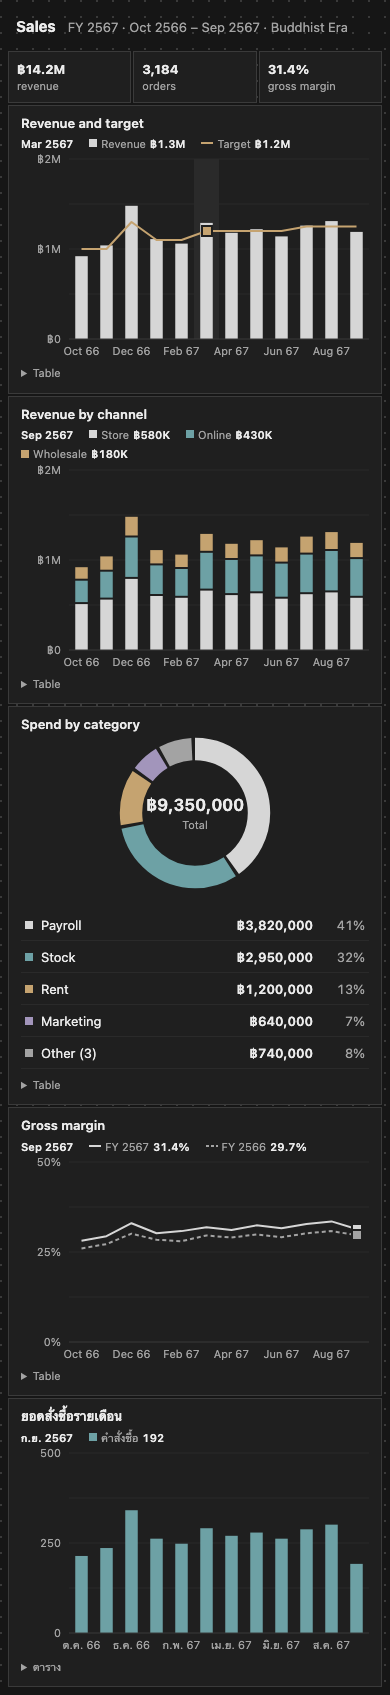 Sales FY 2567 · Oct 2566 – Sep 2567 · Buddhist Era
฿14.2M
revenue
3,184
orders
31.4%
gross margin
Revenue and target
Mar 2567 Revenue ฿1.3M Target ฿1.2M
฿2M
฿1M
฿0
Oct 66 Dec 66 Feb 67 Apr 67 Jun 67 Aug 67
Table
Revenue by channel
Sep 2567 Store ฿580K Online ฿430K
Wholesale ฿180K
฿2M
฿1M
฿0
Oct 66 Dec 66 Feb 67 Apr 67 Jun 67 Aug 67
Table
Spend by category
฿9,350,000
Total
Payroll ฿3,820,000 41%
Stock ฿2,950,000 32%
Rent ฿1,200,000 13%
Marketing ฿640,000 7%
Other (3) ฿740,000 8%
Table
Gross margin
Sep 2567 FY 2567 31.4% FY 2566 29.7%
50%
25%
0%
Oct 66 Dec 66 Feb 67 Apr 67 Jun 67 Aug 67
Table
ยอดสั่งซื้อรายเดือน
ก.ย. 2567 คำสั่งซื้อ 192
500
250
0
ต.ค. 66 ธ.ค. 66 ก.พ. 67 เม.ย. 67 มิ.ย. 67 ส.ค. 67
ตาราง